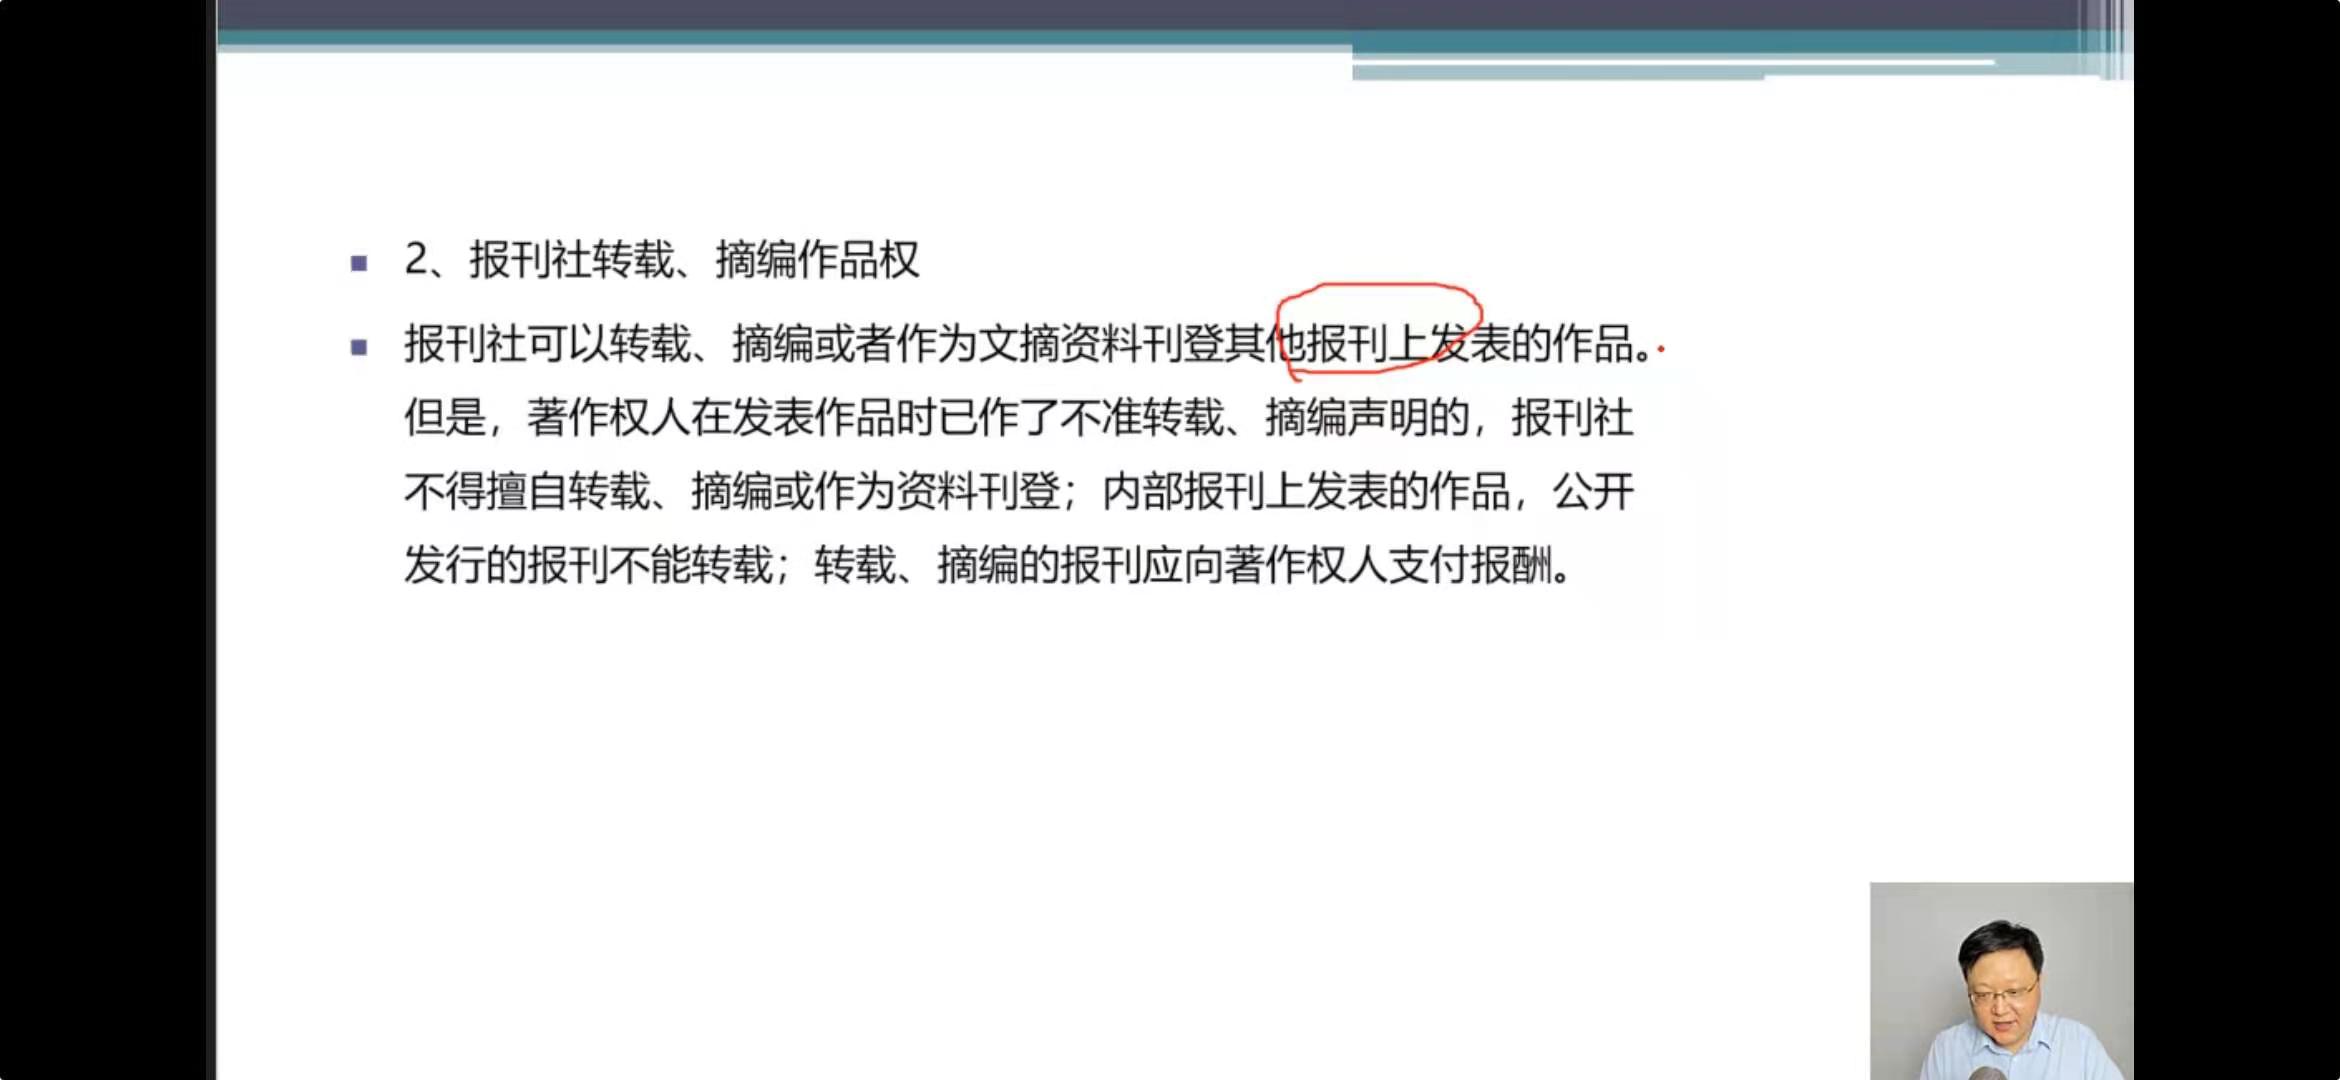 2、报刊社转载、摘编作品权
报刊社可以转载、摘编或者作为文摘资料刊登其他报刊上发表的作品。
但是，著作权人在发表作品时已作了不准转载、摘编声明的，报刊社
不得擅自转载、摘编或作为资料刊登；内部报刊上发表的作品，公开
发行的报刊不能转载；转载、摘编的报刊应向著作权人支付报酬。